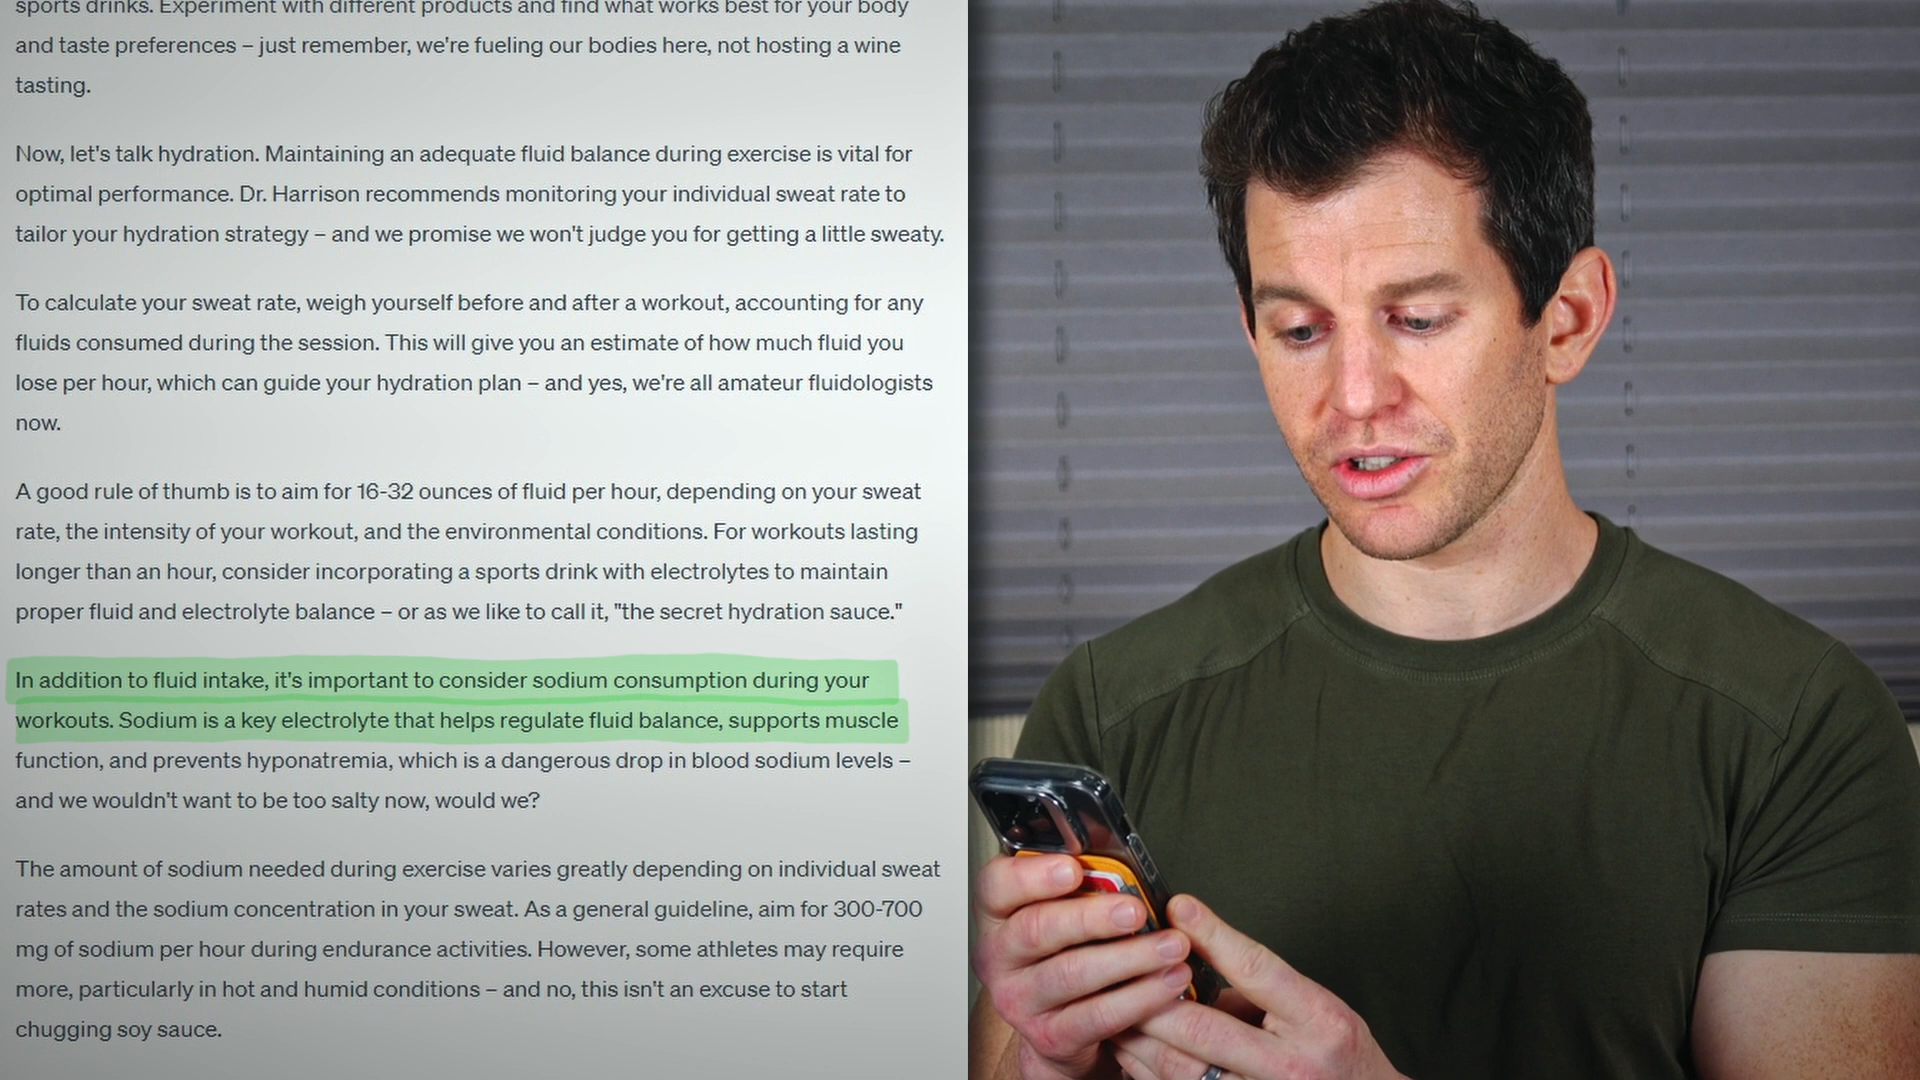 sports drinks. Experiment with different products and find what works best for your body
and taste preferences – just remember, we're fueling our bodies here, not hosting a wine
tasting.
Now, let's talk hydration. Maintaining an adequate fluid balance during exercise is vital for
optimal performance. Dr. Harrison recommends monitoring your individual sweat rate to
tailor your hydration strategy – and we promise we won't judge you for getting a little sweaty.
To calculate your sweat rate, weigh yourself before and after a workout, accounting for any
fluids consumed during the session. This will give you an estimate of how much fluid you
lose per hour, which can guide your hydration plan – and yes, we're all amateur fluidologists
now.
A good rule of thumb is to aim for 16-32 ounces of fluid per hour, depending on your sweat
rate, the intensity of your workout, and the environmental conditions. For workouts lasting
longer than an hour, consider incorporating a sports drink with electrolytes to maintain
proper fluid and electrolyte balance – or as we like to call it, "the secret hydration sauce."
In addition to fluid intake, it's important to consider sodium consumption during your
workouts. Sodium is a key electrolyte that helps regulate fluid balance, supports muscle
function, and prevents hyponatremia, which is a dangerous drop in blood sodium levels –
and we wouldn't want to be too salty now, would we?
The amount of sodium needed during exercise varies greatly depending on individual sweat
rates and the sodium concentration in your sweat. As a general guideline, aim for 300-700
mg of sodium per hour during endurance activities. However, some athletes may require
more, particularly in hot and humid conditions – and no, this isn't an excuse to start
chugging soy sauce.